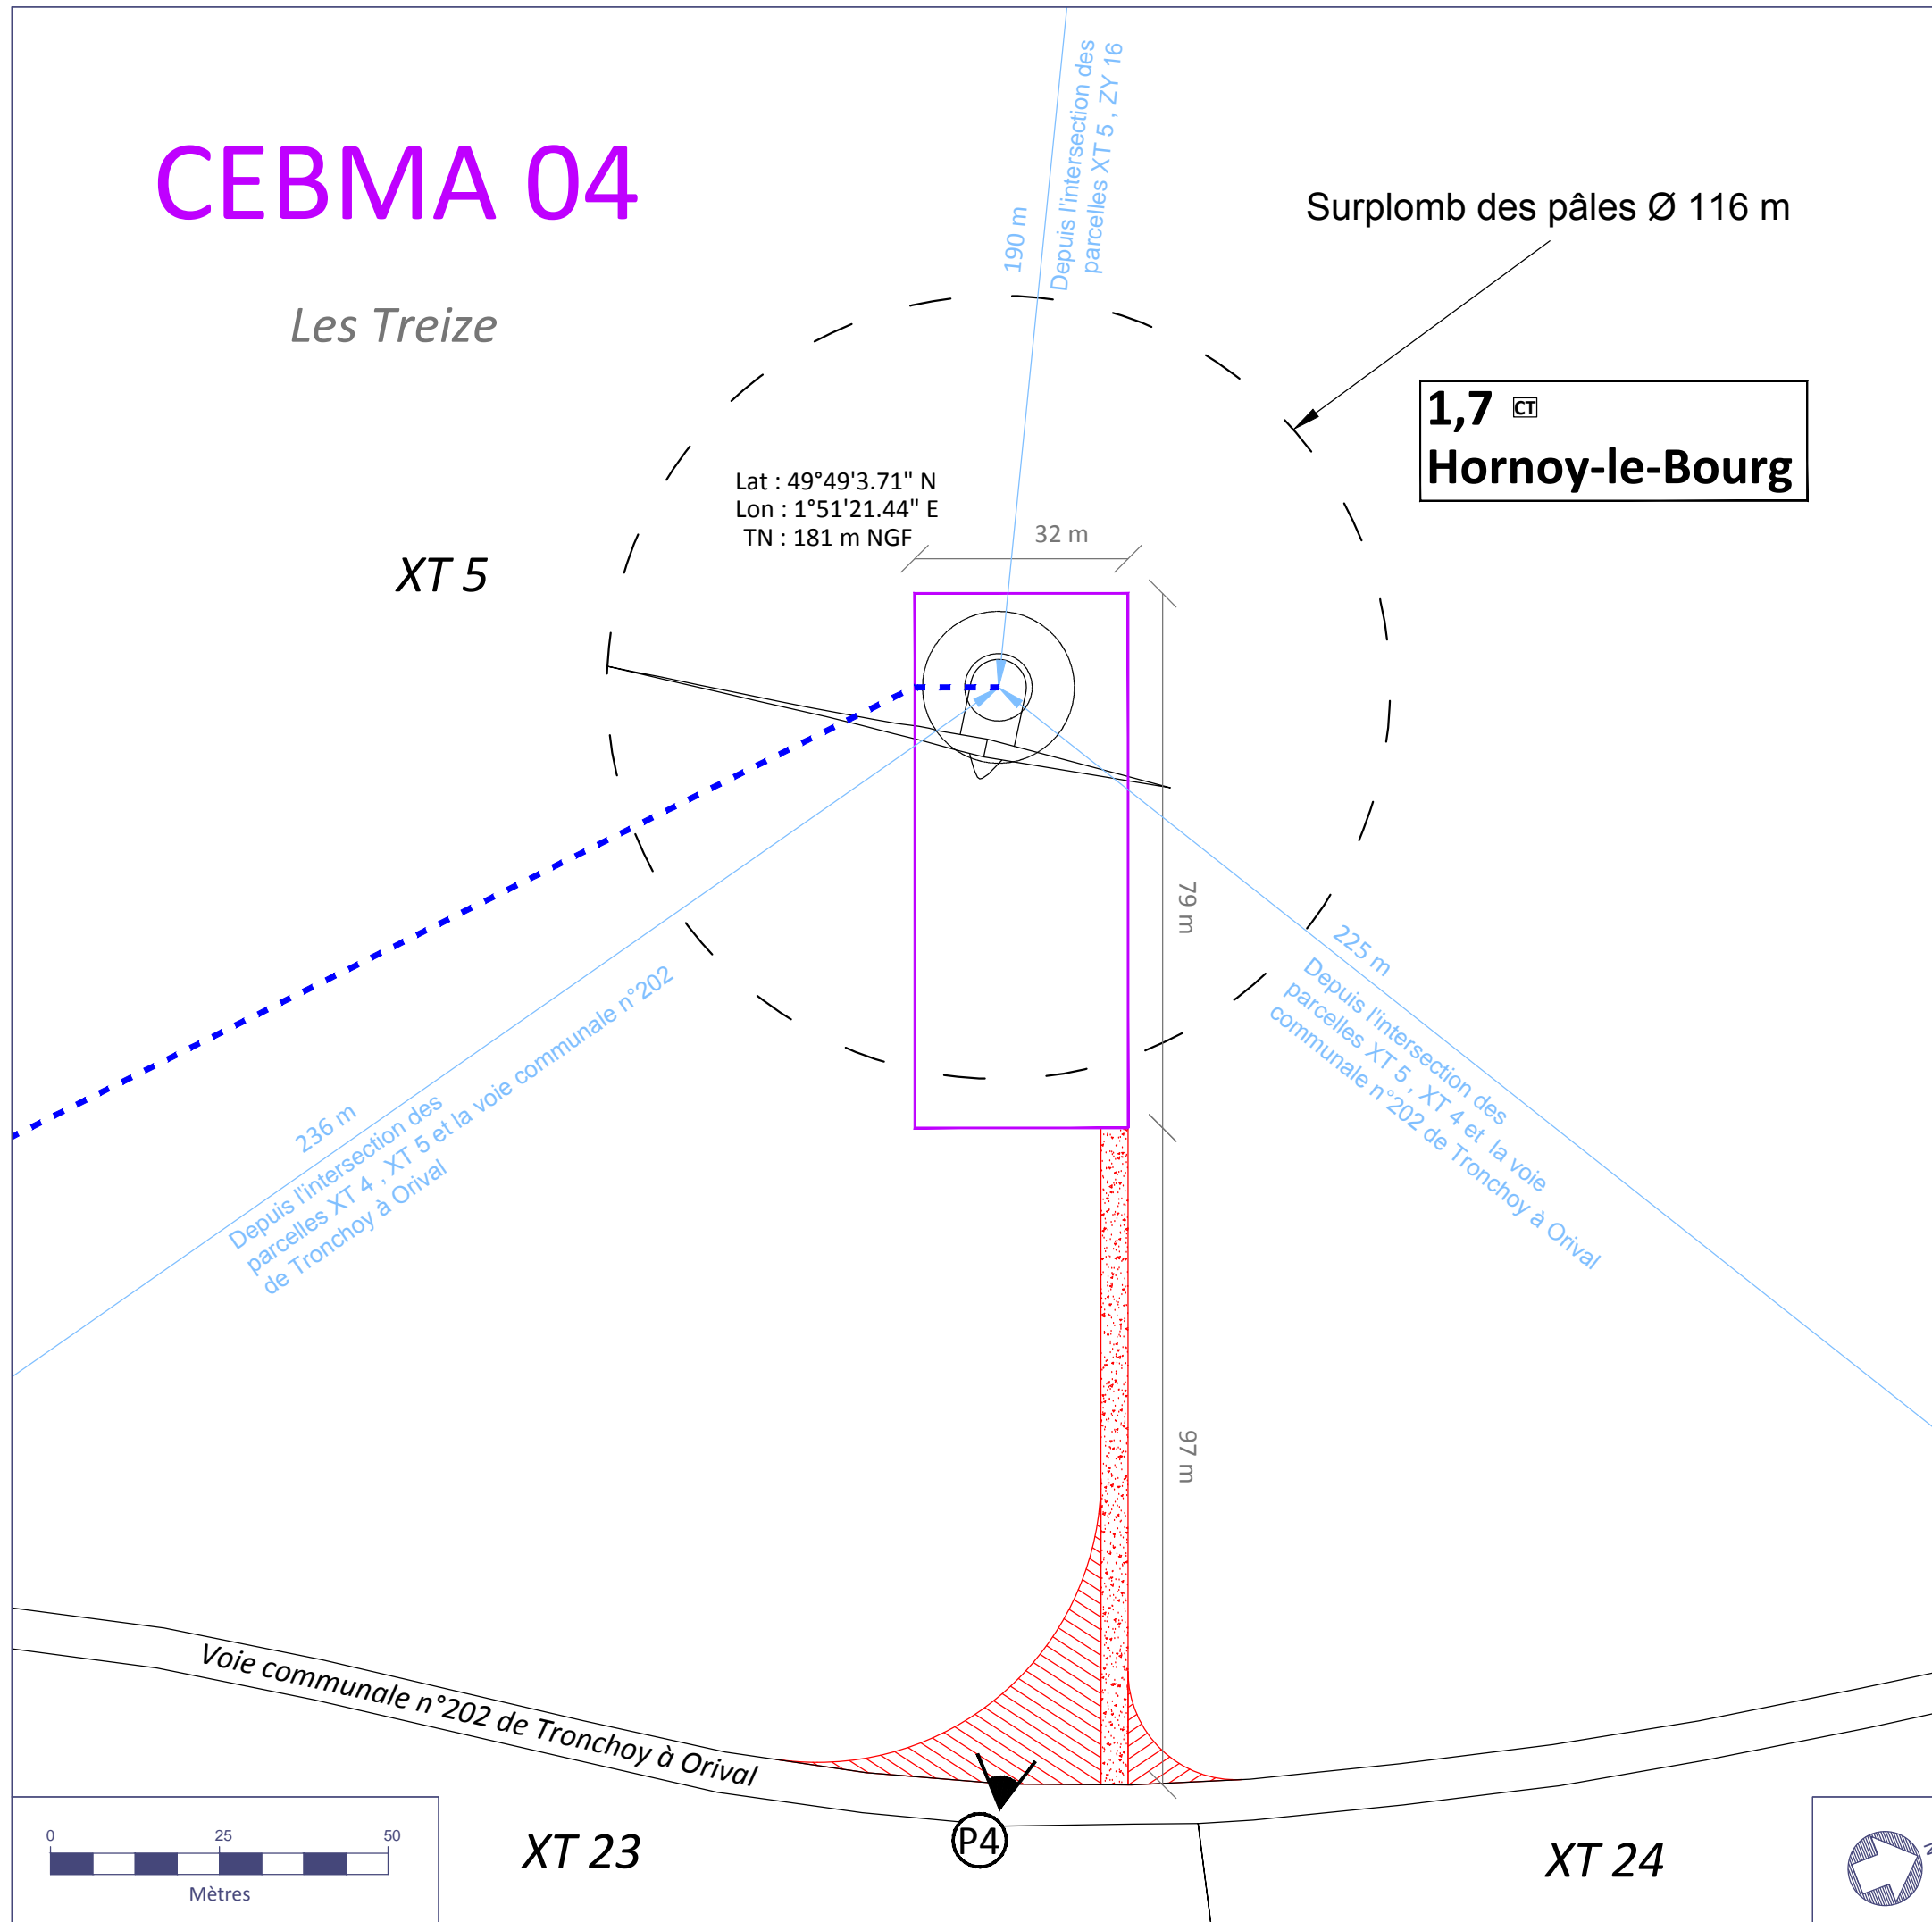 190 m
Depuis l'intersection des
parcelles XT 5 , ZY 16
CEBMA 04
Les Treize
Surplomb des pâles Ø 116 m
1,7 CT
Hornoy-le-Bourg
Lat : 49°49'3.71" N
Lon : 1°51'21.44" E
TN : 181 m NGF
32 m
XT 5
79 m
225 m
Depuis l'intersection des
parcelles XT 5 , XT 4 et la voie
communale n°202 de Tronchoy à Orival
236 m
Depuis l'intersection des
parcelles XT 4 , XT 5 et la voie communale n°202
de Tronchoy à Orival
97 m
Voie communale n°202 de Tronchoy à Orival
P4
XT 23
XT 24
0 25 50
Mètres